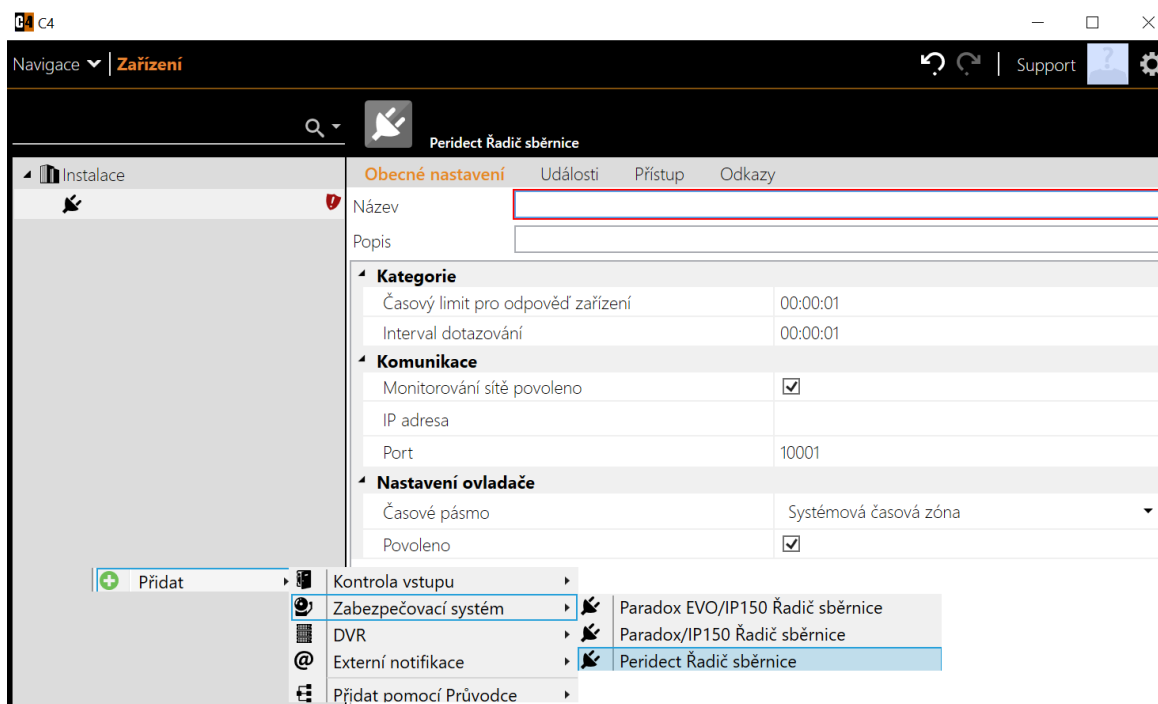 C4 C4
Navigace Zařízení Support
Peridect Řadič sběrnice
Instalace
Obecné nastavení Události Přístup Odkazy
Název
Popis
Kategorie
Časový limit pro odpověď zařízení 00:00:01
Interval dotazování 00:00:01
Komunikace
Monitorování sítě povoleno
IP adresa
Port 10001
Nastavení ovladače
Časové pásmo Systémová časová zóna
Povoleno
Přidat Kontrola vstupu
Zabezpečovací systém Paradox EVO/IP150 Řadič sběrnice
DVR Paradox/IP150 Řadič sběrnice
Externí notifikace Peridect Řadič sběrnice
Přidat pomocí Průvodce